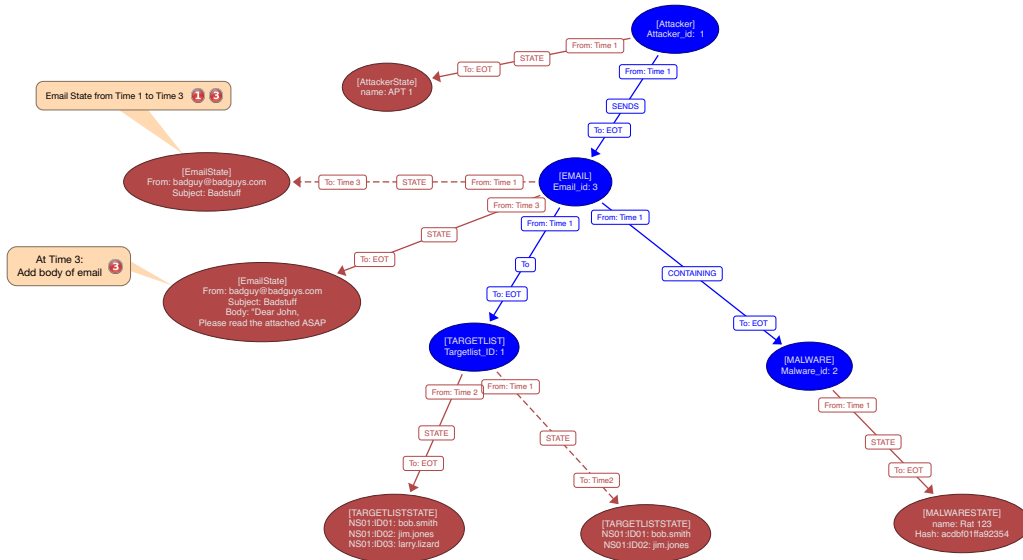 [Attacker]
Attacker_id:  1
From: Time 1
STATE
To: EOT
From: Time 1
[AttackerState]
name: APT 1
Email State from Time 1 to Time 3 1 3
SENDS
To: EOT
[EmailState]
From: badguy@badguys.com
Subject: Badstuff
To: Time 3
STATE
From: Time 1
[EMAIL]
Email_id: 3
From: Time 3
From: Time 1
From: Time 1
STATE
At Time 3:
Add body of email 3
To: EOT
To
CONTAINING
[EmailState]
From: badguy@badguys.com
Subject: Badstuff
Body: "Dear John,
Please read the attached ASAP
To: EOT
To: EOT
[TARGETLIST]
Targetlist_ID: 1
[MALWARE]
Malware_id: 2
From: Time 2
From: Time 1
From: Time 1
STATE
STATE
STATE
To: EOT
To: Time2
To: EOT
[TARGETLISTSTATE]
NS01:ID01: bob.smith
NS01:ID02: jim.jones
NS01:ID03: larry.lizard
[TARGETLISTSTATE]
NS01:ID01: bob.smith
NS01:ID02: jim.jones
[MALWARESTATE]
name: Rat 123
Hash: acdbf01ffa92354